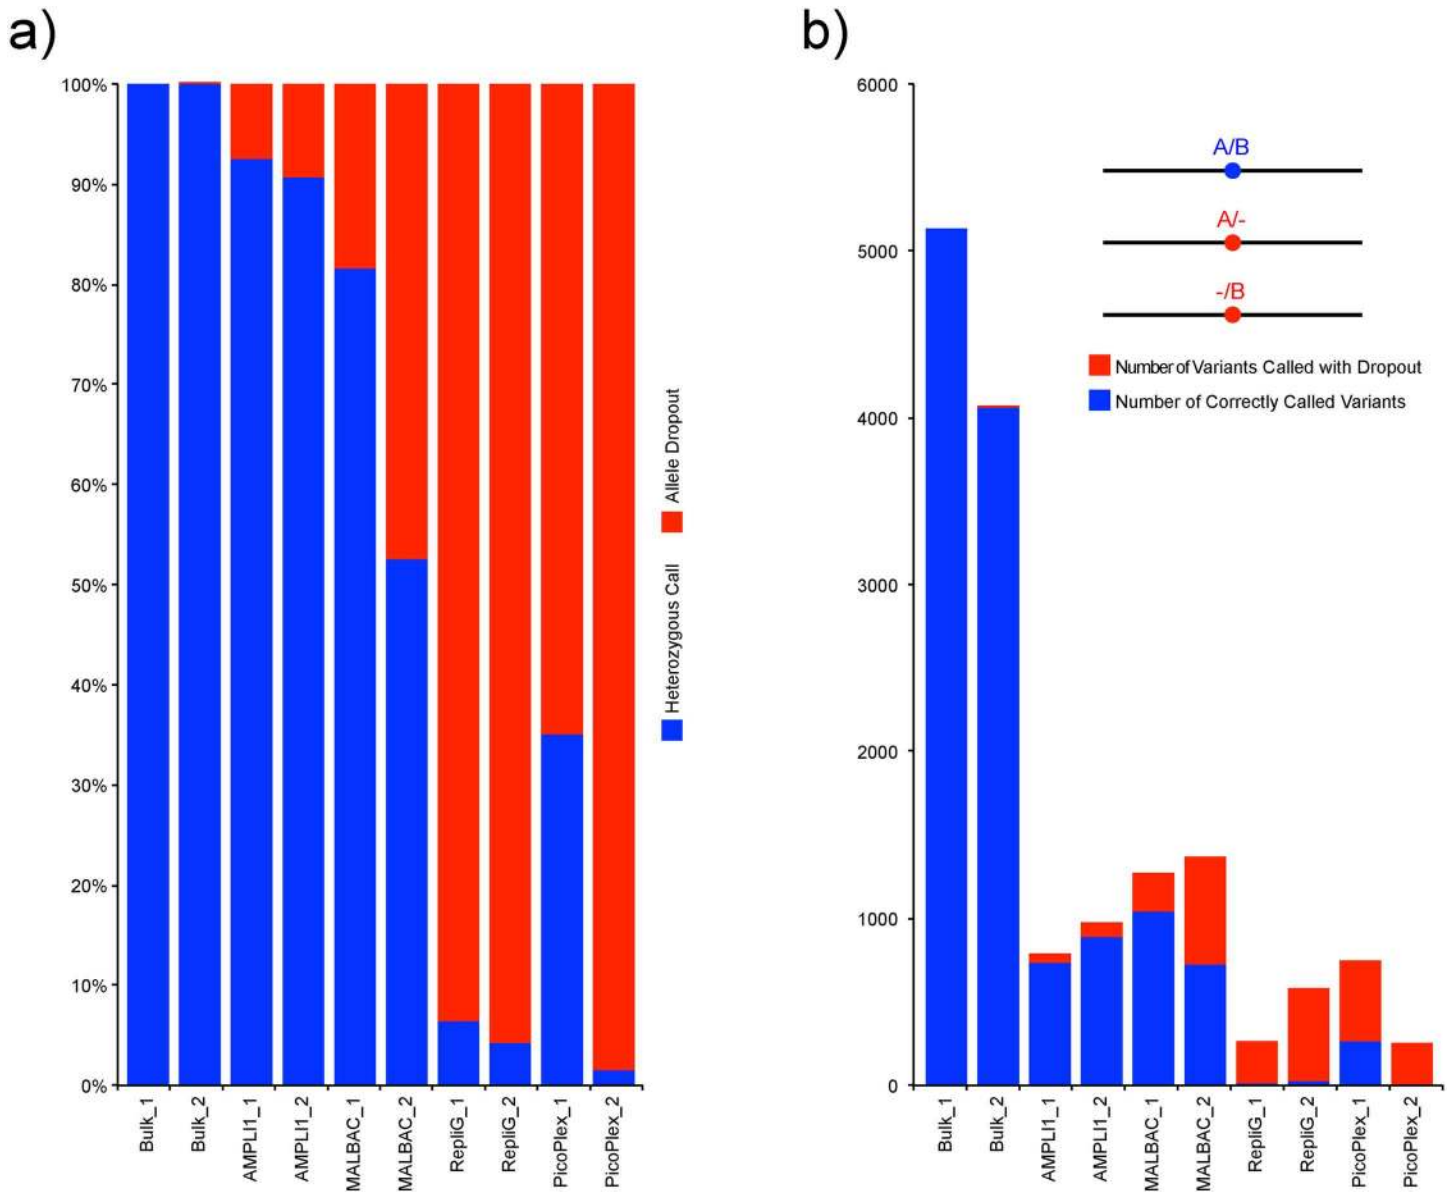 a)
100%
90%
80%
70%
60%
50%
40%
30%
20%
10%
0%
Bulk_1
Bulk_2
AMPLI1_1
AMPLI1_2
MALBAC_1
MALBAC_2
RepliG_1
RepliG_2
PicoPlex_1
PicoPlex_2
Allele Dropout
Heterozygous Call
b)
6000
5000
4000
3000
2000
1000
0
A/B
A/-
-/B
Number of Variants Called with Dropout
Number of Correctly Called Variants
Bulk_1
Bulk_2
AMPLI1_1
AMPLI1_2
MALBAC_1
MALBAC_2
RepliG_1
RepliG_2
PicoPlex_1
PicoPlex_2